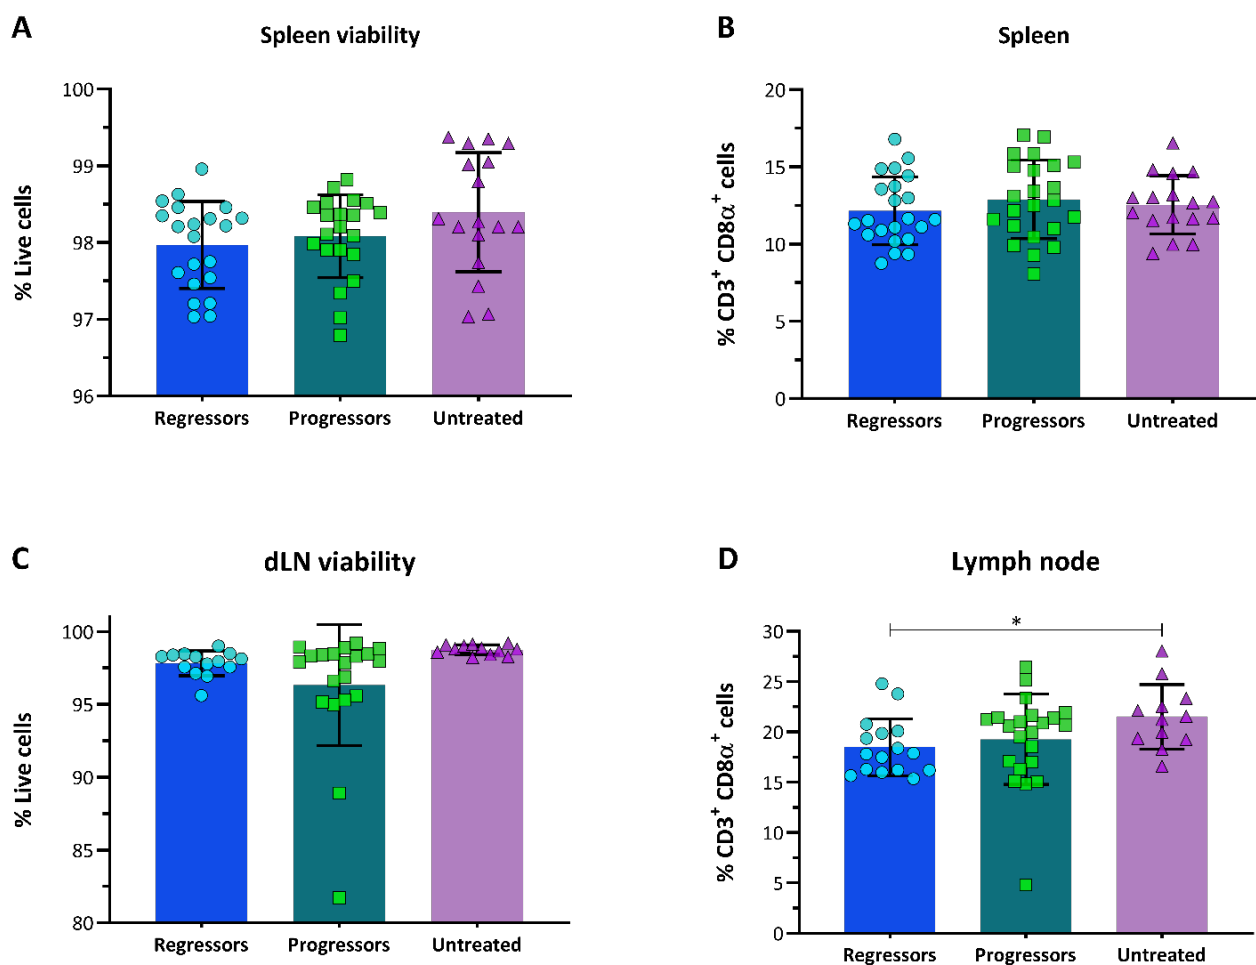 A
Spleen viability
% Live cells
100
99
98
97
96
Regressors
Progressors
Untreated
B
Spleen
% CD3⁺ CD8α⁺ cells
20
15
10
5
0
Regressors
Progressors
Untreated
C
dLN viability
% Live cells
100
95
90
85
80
Regressors
Progressors
Untreated
D
Lymph node
% CD3⁺ CD8α⁺ cells
30
25
20
15
10
5
0
*
Regressors
Progressors
Untreated